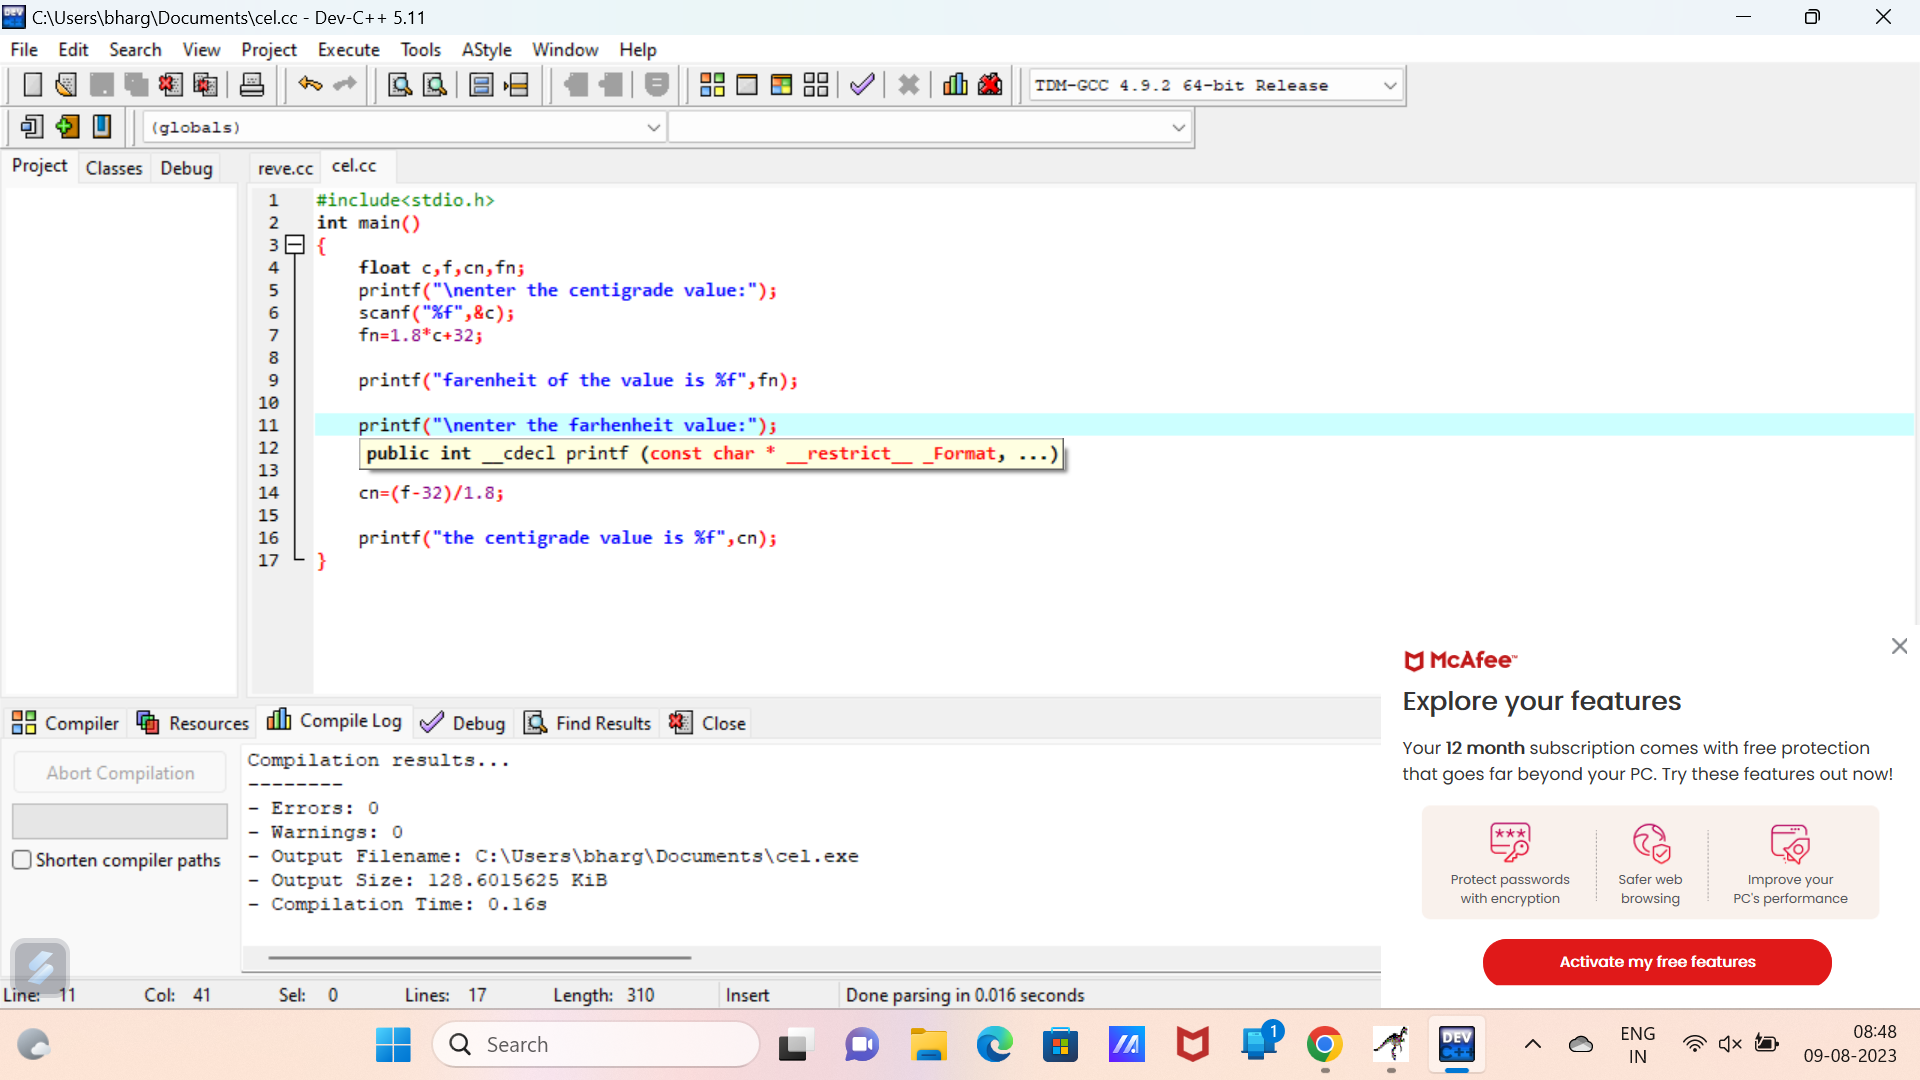 C:\Users\bharg\Documents\cel.cc - Dev-C++ 5.11
File Edit Search View Project Execute Tools AStyle Window Help
TDM-GCC 4.9.2 64-bit Release
(globals)
Project Classes Debug reve.cc cel.cc
1 #include<stdio.h>
2 int main()
3 {
4 float c,f,cn,fn;
5 printf("\nenter the centigrade value:");
6 scanf("%f",&c);
7 fn=1.8*c+32;
8
9 printf("farenheit of the value is %f",fn);
10
11 printf("\nenter the farhenheit value:");
12 public int __cdecl printf (const char * __restrict__ _Format, ...)
13
14 cn=(f-32)/1.8;
15
16 printf("the centigrade value is %f",cn);
17 }
McAfee™
Explore your features
Your 12 month subscription comes with free protection
that goes far beyond your PC. Try these features out now!
***
Protect passwords
with encryption
Safer web
browsing
Improve your
PC's performance
Activate my free features
Compiler Resources Compile Log Debug Find Results Close
Abort Compilation
Shorten compiler paths
Compilation results...
--------
- Errors: 0
- Warnings: 0
- Output Filename: C:\Users\bharg\Documents\cel.exe
- Output Size: 128.6015625 KiB
- Compilation Time: 0.16s
Line: 11 Col: 41 Sel: 0 Lines: 17 Length: 310 Insert Done parsing in 0.016 seconds
Search
1
DEV
C++
ENG
IN
08:48
09-08-2023